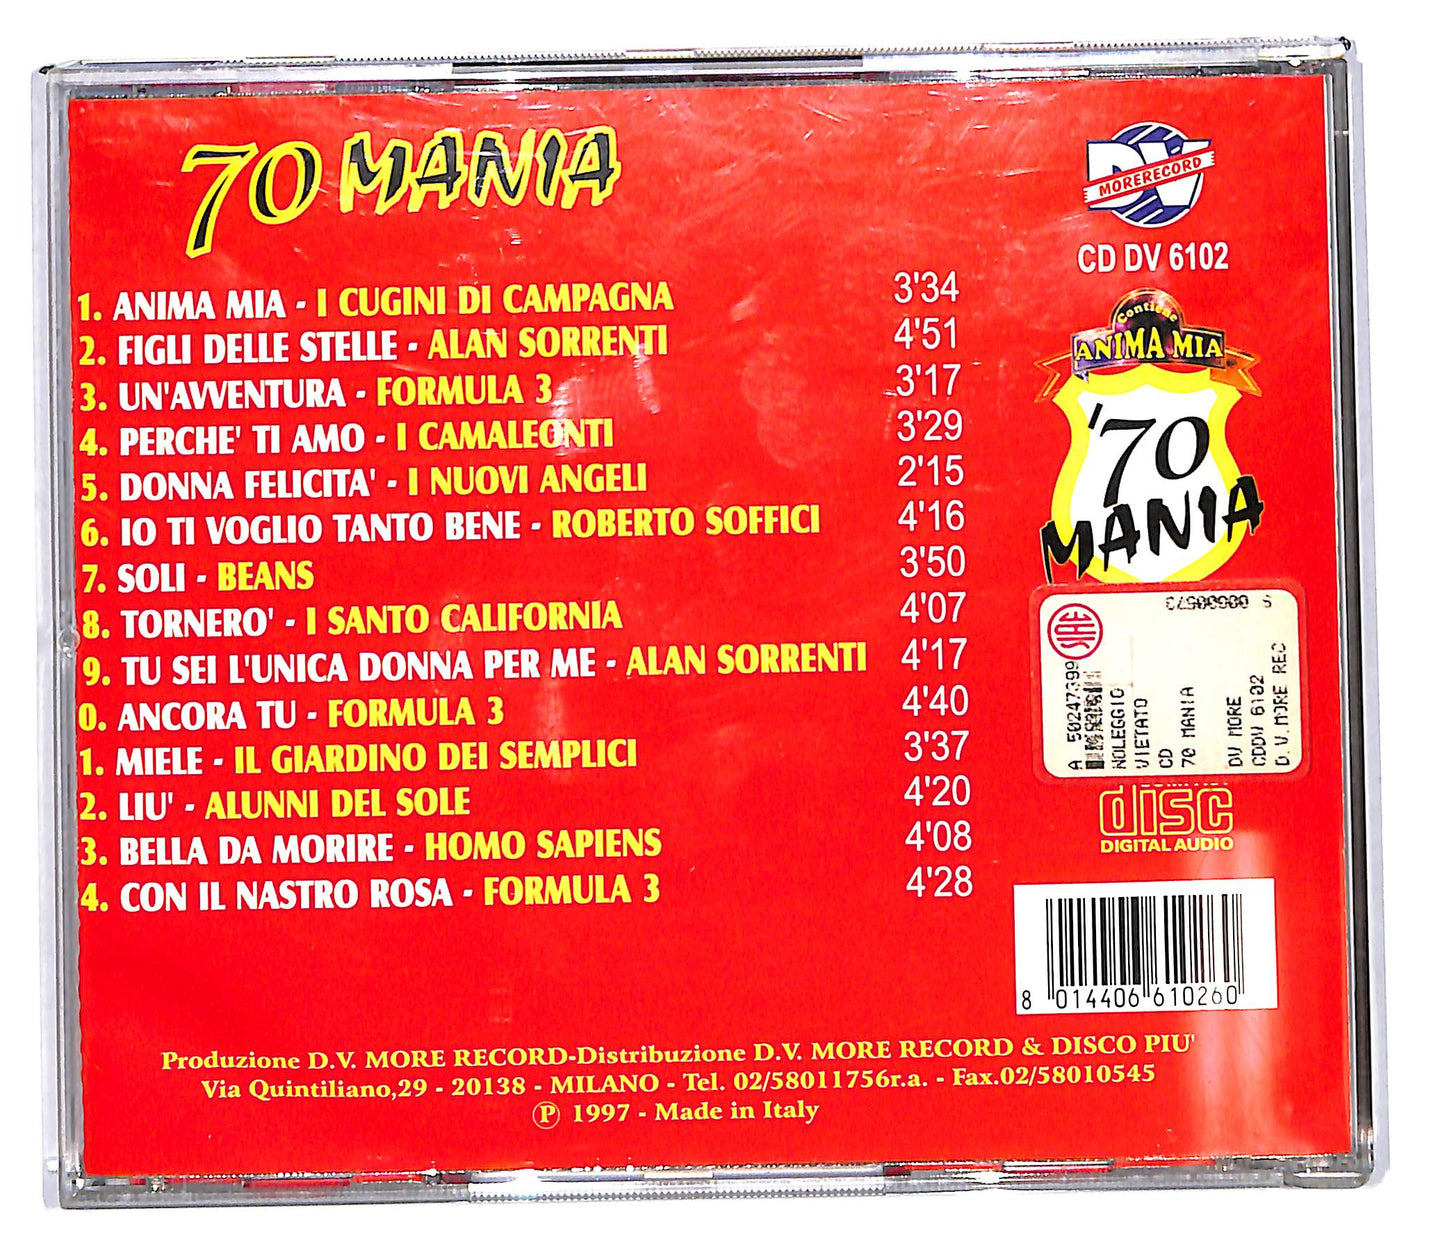 70 MANIA
DV
MORERECORD
CD DV 6102
1. ANIMA MIA - I CUGINI DI CAMPAGNA 3'34
2. FIGLI DELLE STELLE - ALAN SORRENTI 4'51
3. UN'AVVENTURA - FORMULA 3 3'17
4. PERCHE' TI AMO - I CAMALEONTI 3'29
5. DONNA FELICITA' - I NUOVI ANGELI 2'15
6. IO TI VOGLIO TANTO BENE - ROBERTO SOFFICI 4'16
7. SOLI - BEANS 3'50
8. TORNERO' - I SANTO CALIFORNIA 4'07
9. TU SEI L'UNICA DONNA PER ME - ALAN SORRENTI 4'17
0. ANCORA TU - FORMULA 3 4'40
1. MIELE - IL GIARDINO DEI SEMPLICI 3'37
2. LIU' - ALUNNI DEL SOLE 4'20
3. BELLA DA MORIRE - HOMO SAPIENS 4'08
4. CON IL NASTRO ROSA - FORMULA 3 4'28
Contiene
ANIMA MIA
'70
MANIA
SIAE
A 50247399
NOLEGGIO
VIETATO
CD
70 MANIA
DV MORE
CDDV 6102
D.V.MORE REC
disc
DIGITAL AUDIO
8 014406 610260
Produzione D.V. MORE RECORD-Distribuzione D.V. MORE RECORD & DISCO PIU'
Via Quintiliano,29 - 20138 - MILANO - Tel. 02/58011756r.a. - Fax.02/58010545
Ⓟ 1997 - Made in Italy